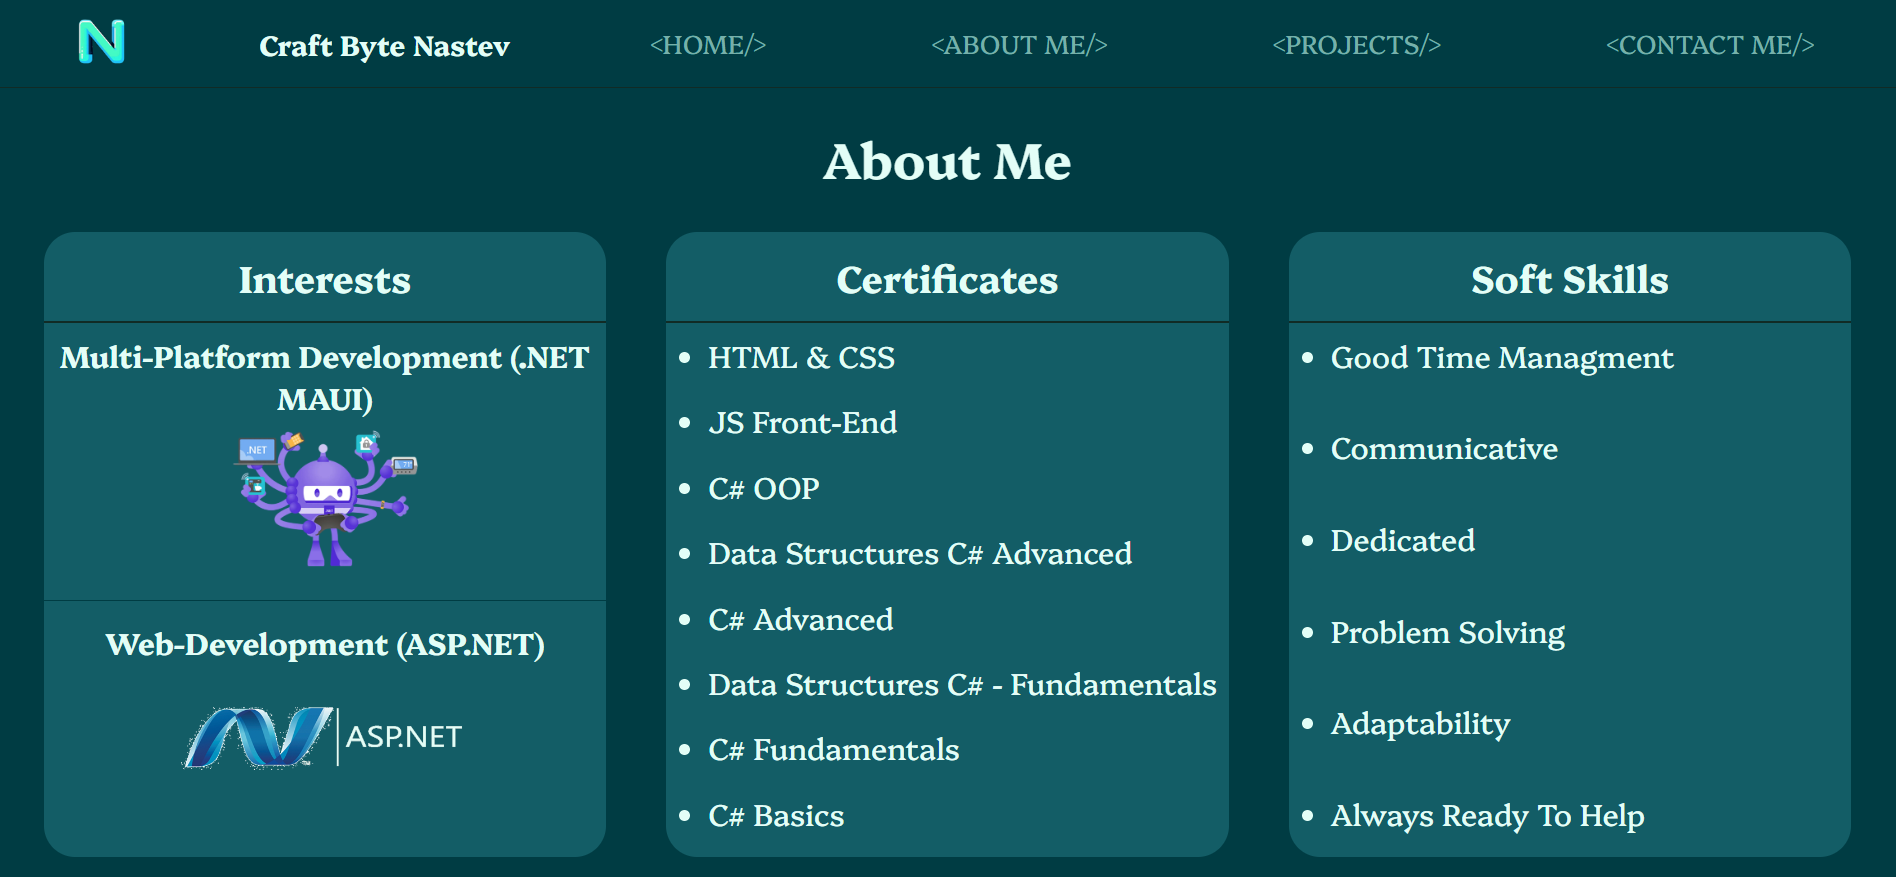 N
Craft Byte Nastev
<HOME/>
<ABOUT ME/>
<PROJECTS/>
<CONTACT ME/>
About Me
Interests
Multi-Platform Development (.NET
MAUI)
.NET
Web-Development (ASP.NET)
ASP.NET
Certificates
HTML & CSS
JS Front-End
C# OOP
Data Structures C# Advanced
C# Advanced
Data Structures C# - Fundamentals
C# Fundamentals
C# Basics
Soft Skills
Good Time Managment
Communicative
Dedicated
Problem Solving
Adaptability
Always Ready To Help